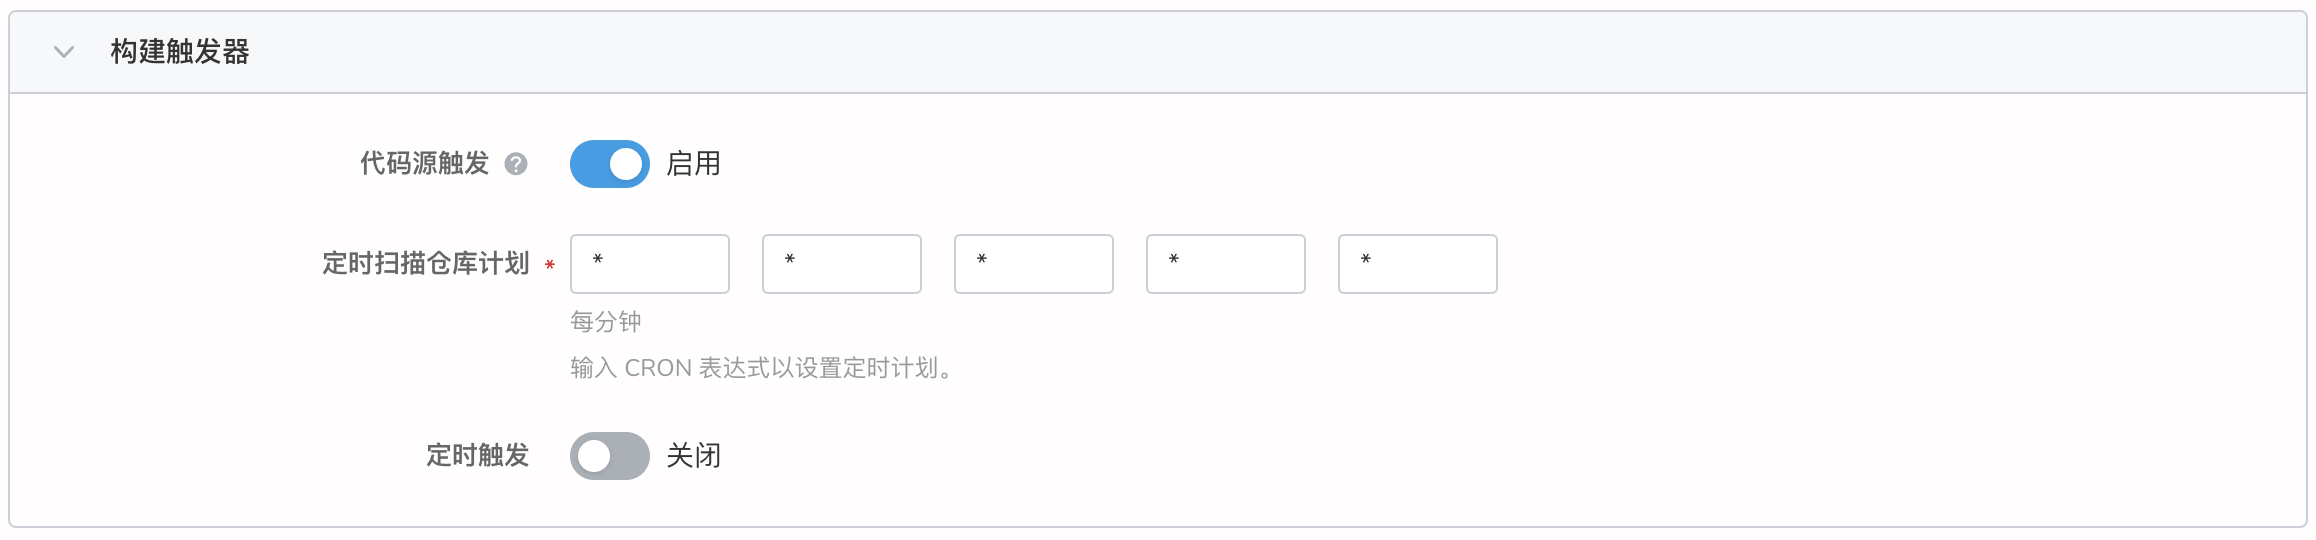 构建触发器
代码源触发 ? 启用
定时扫描仓库计划 * * * * * *
每分钟
输入 CRON 表达式以设置定时计划。
定时触发 关闭